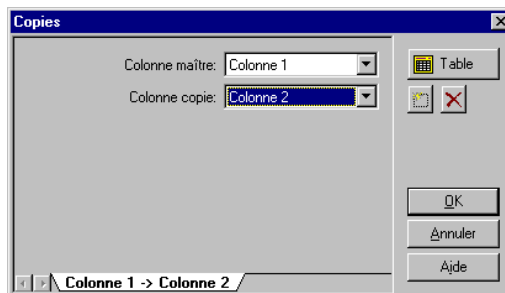 Copies
Colonne maître: Colonne 1
Colonne copie: Colonne 2
Table
OK
Annuler
Aide
Colonne 1 -> Colonne 2